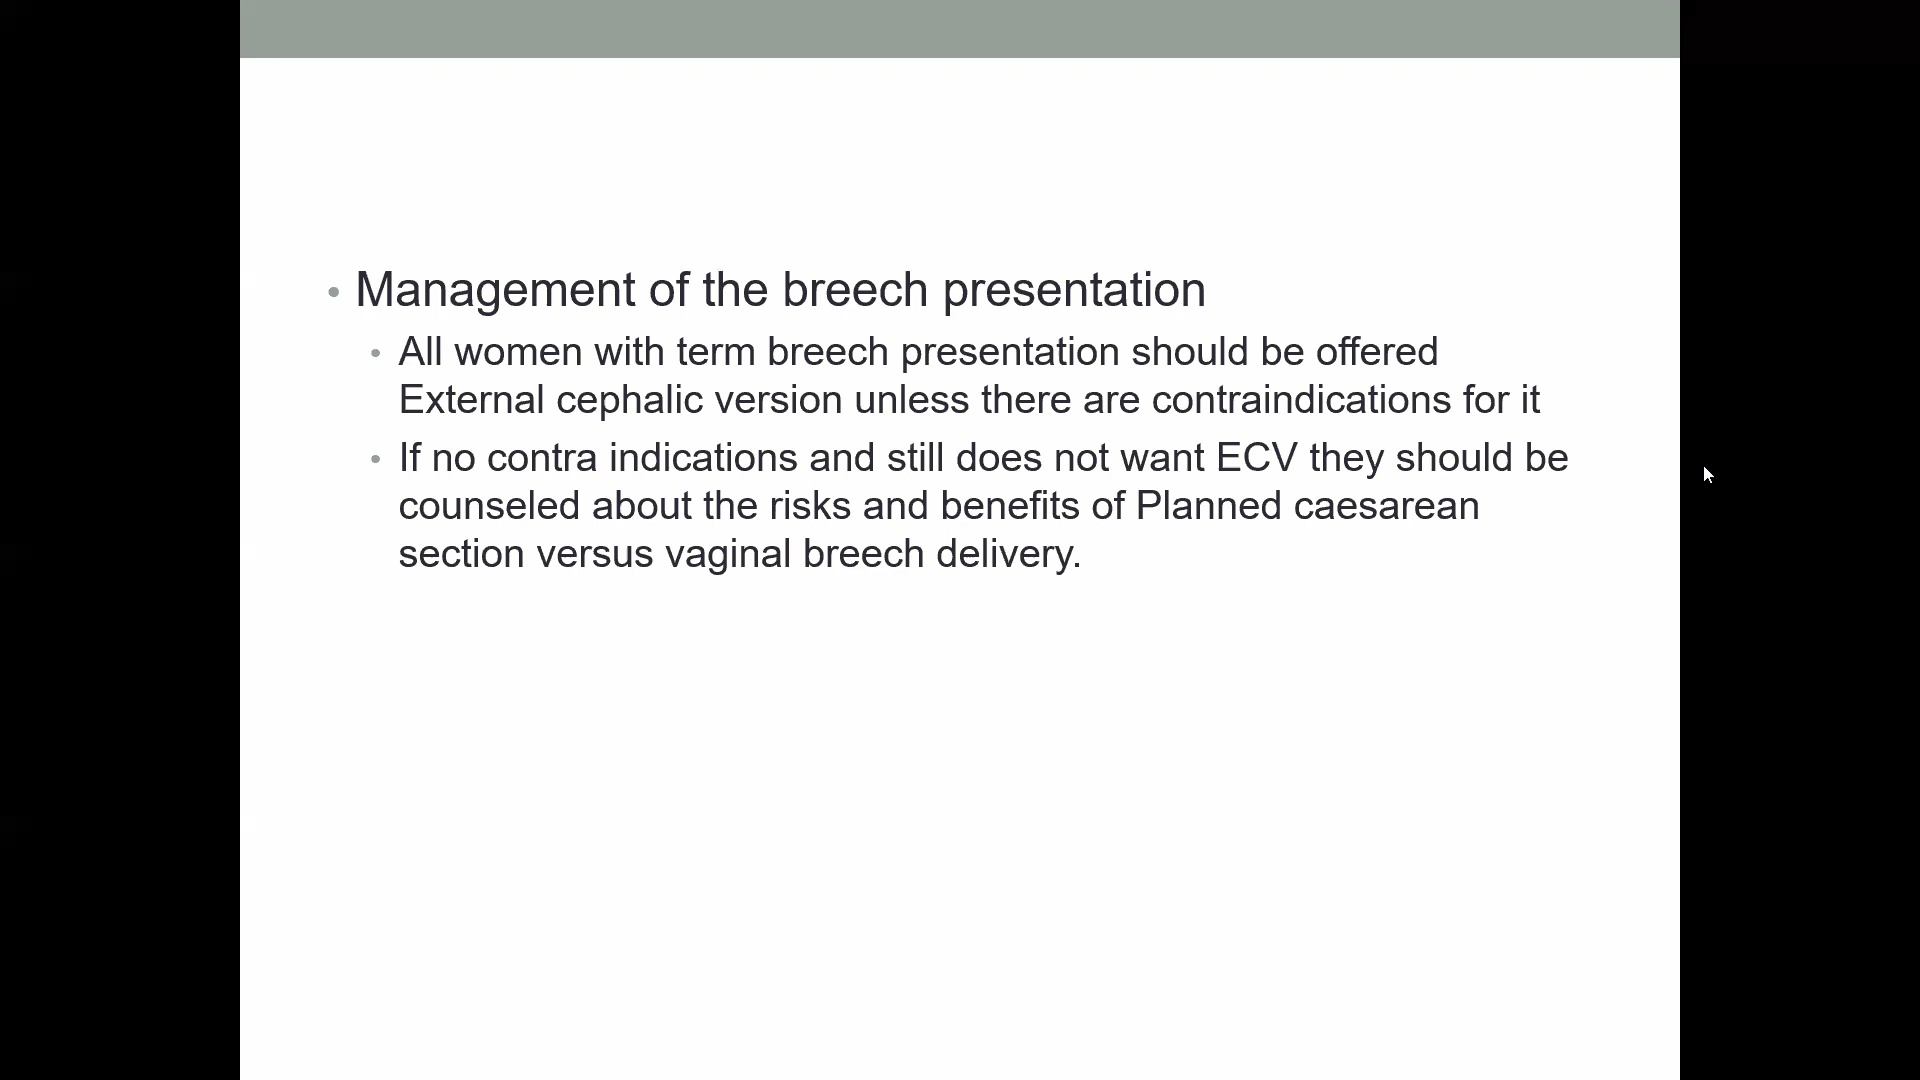 • Management of the breech presentation
• All women with term breech presentation should be offered
External cephalic version unless there are contraindications for it
• If no contra indications and still does not want ECV they should be
counseled about the risks and benefits of Planned caesarean
section versus vaginal breech delivery.